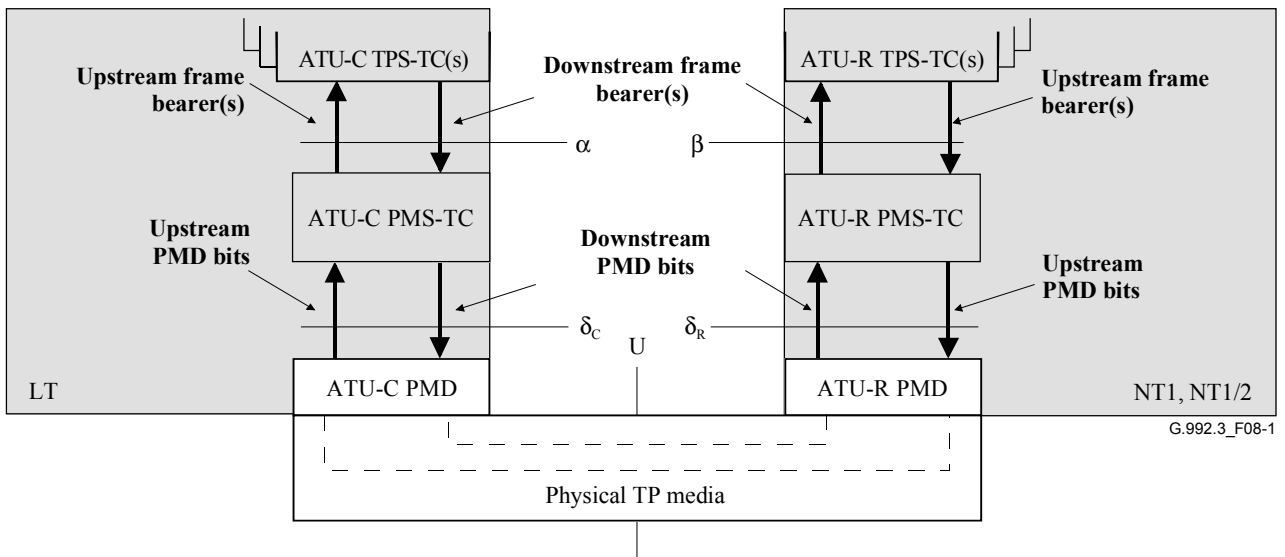 ATU-C TPS-TC(s)
ATU-R TPS-TC(s)
Upstream frame
bearer(s)
Downstream frame
bearer(s)
Upstream frame
bearer(s)
α
β
ATU-C PMS-TC
ATU-R PMS-TC
Upstream
PMD bits
Downstream
PMD bits
Upstream
PMD bits
δC
δR
U
LT
ATU-C PMD
ATU-R PMD
NT1, NT1/2
G.992.3_F08-1
Physical TP media